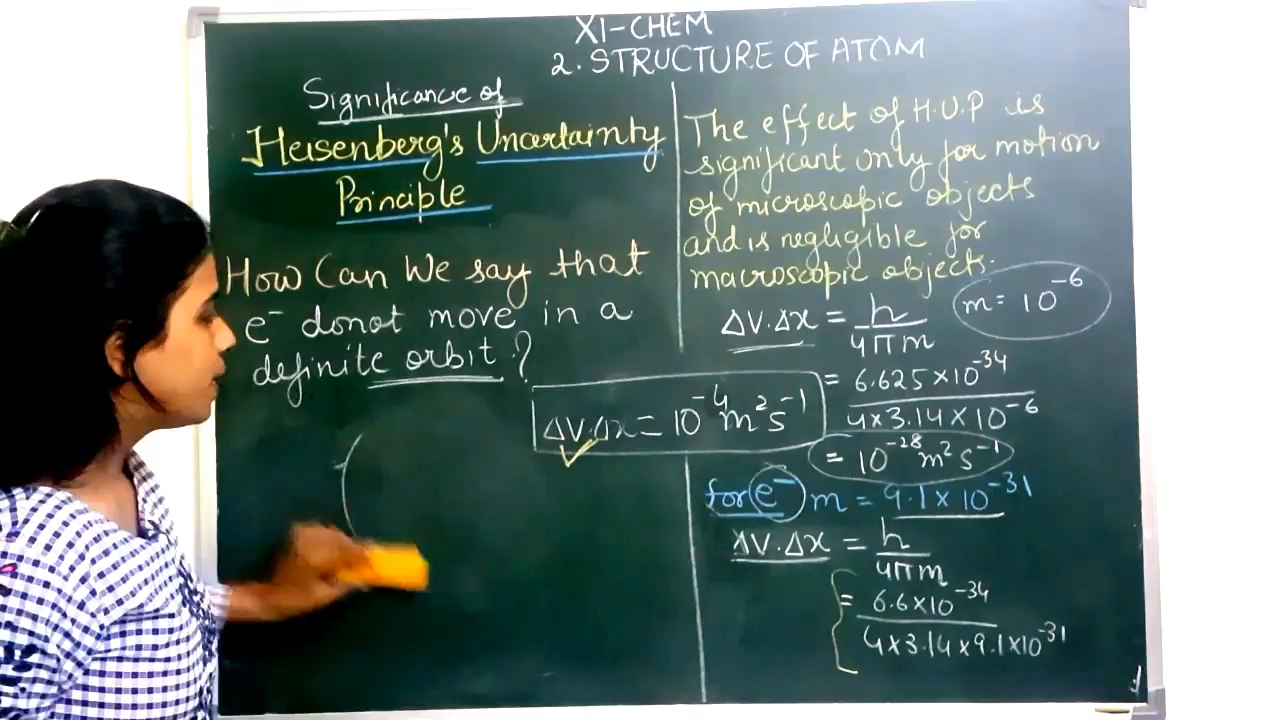 XI-CHEM
2. STRUCTURE OF ATOM
Significance of
Heisenberg's Uncertainty
Principle
How Can We say that
e⁻ donot move in a
definite orbit?
The effect of H.U.P is
significant only for motion
of microscopic objects
and is negligible for
macroscopic objects.
m = 10⁻⁶
ΔV.Δx = h / 4πm
= 6.625×10⁻³⁴ / 4×3.14×10⁻⁶
= 10⁻²⁸ m² s⁻¹
ΔV.Δx = 10⁻⁴ m² s⁻¹
for e⁻ m = 9.1×10⁻³¹
ΔV.Δx = h / 4πm
= 6.6×10⁻³⁴ / 4×3.14×9.1×10⁻³¹